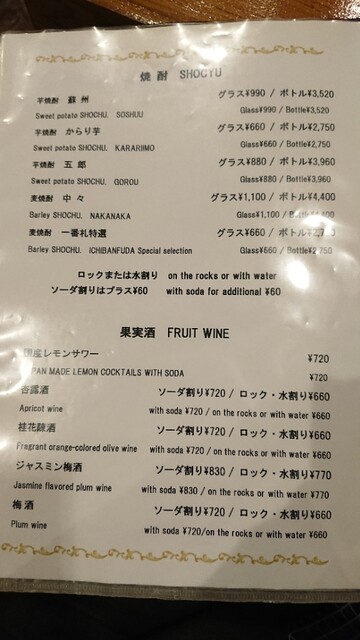 焼酎 SHOCYU
芋焼酎 蘇州 グラス¥990 / ボトル¥3,520
Sweet potato SHOCHU. SOSHUU Glass¥990 / Bottle¥3,520
芋焼酎 からり芋 グラス¥660 / ボトル¥2,750
Sweet potato SHOCHU. KARARIIMO Glass¥660 / Bottle¥2,750
芋焼酎 五郎 グラス¥880 / ボトル¥3,960
Sweet potato SHOCHU. GOROU Glass¥880 / Bottle¥3,960
麦焼酎 中々 グラス¥1,100 / ボトル¥4,400
Barley SHOCHU. NAKANAKA Glass¥1,100 / Bottle
麦焼酎 一番札特選 グラス¥660 /
Barley SHOCHU. ICHIBANFUDA Special selection Glass¥660 / Bottle¥2,750
ロックまたは水割り on the rocks or with water
ソーダ割りはプラス¥60 with soda for additional ¥60
果実酒 FRUIT WINE
国産レモンサワー ¥720
PAN MADE LEMON COCKTAILS WITH SODA ¥720
杏露酒 ソーダ割り¥720 / ロック・水割¥660
Apricot wine with soda ¥720 / on the rocks or with water ¥660
桂花陳酒 ソーダ割り¥720 / ロック・水割¥660
Fragrant orange-colored olive wine with soda ¥720 / on the rocks or with water ¥660
ジャスミン梅酒 ソーダ割り¥830 / ロック・水割¥770
Jasmine flavored plum wine with soda ¥830 / on the rocks or with water ¥770
梅酒 ソーダ割り¥720 / ロック・水割¥660
Plum wine with soda ¥720/on the rocks or with water ¥660